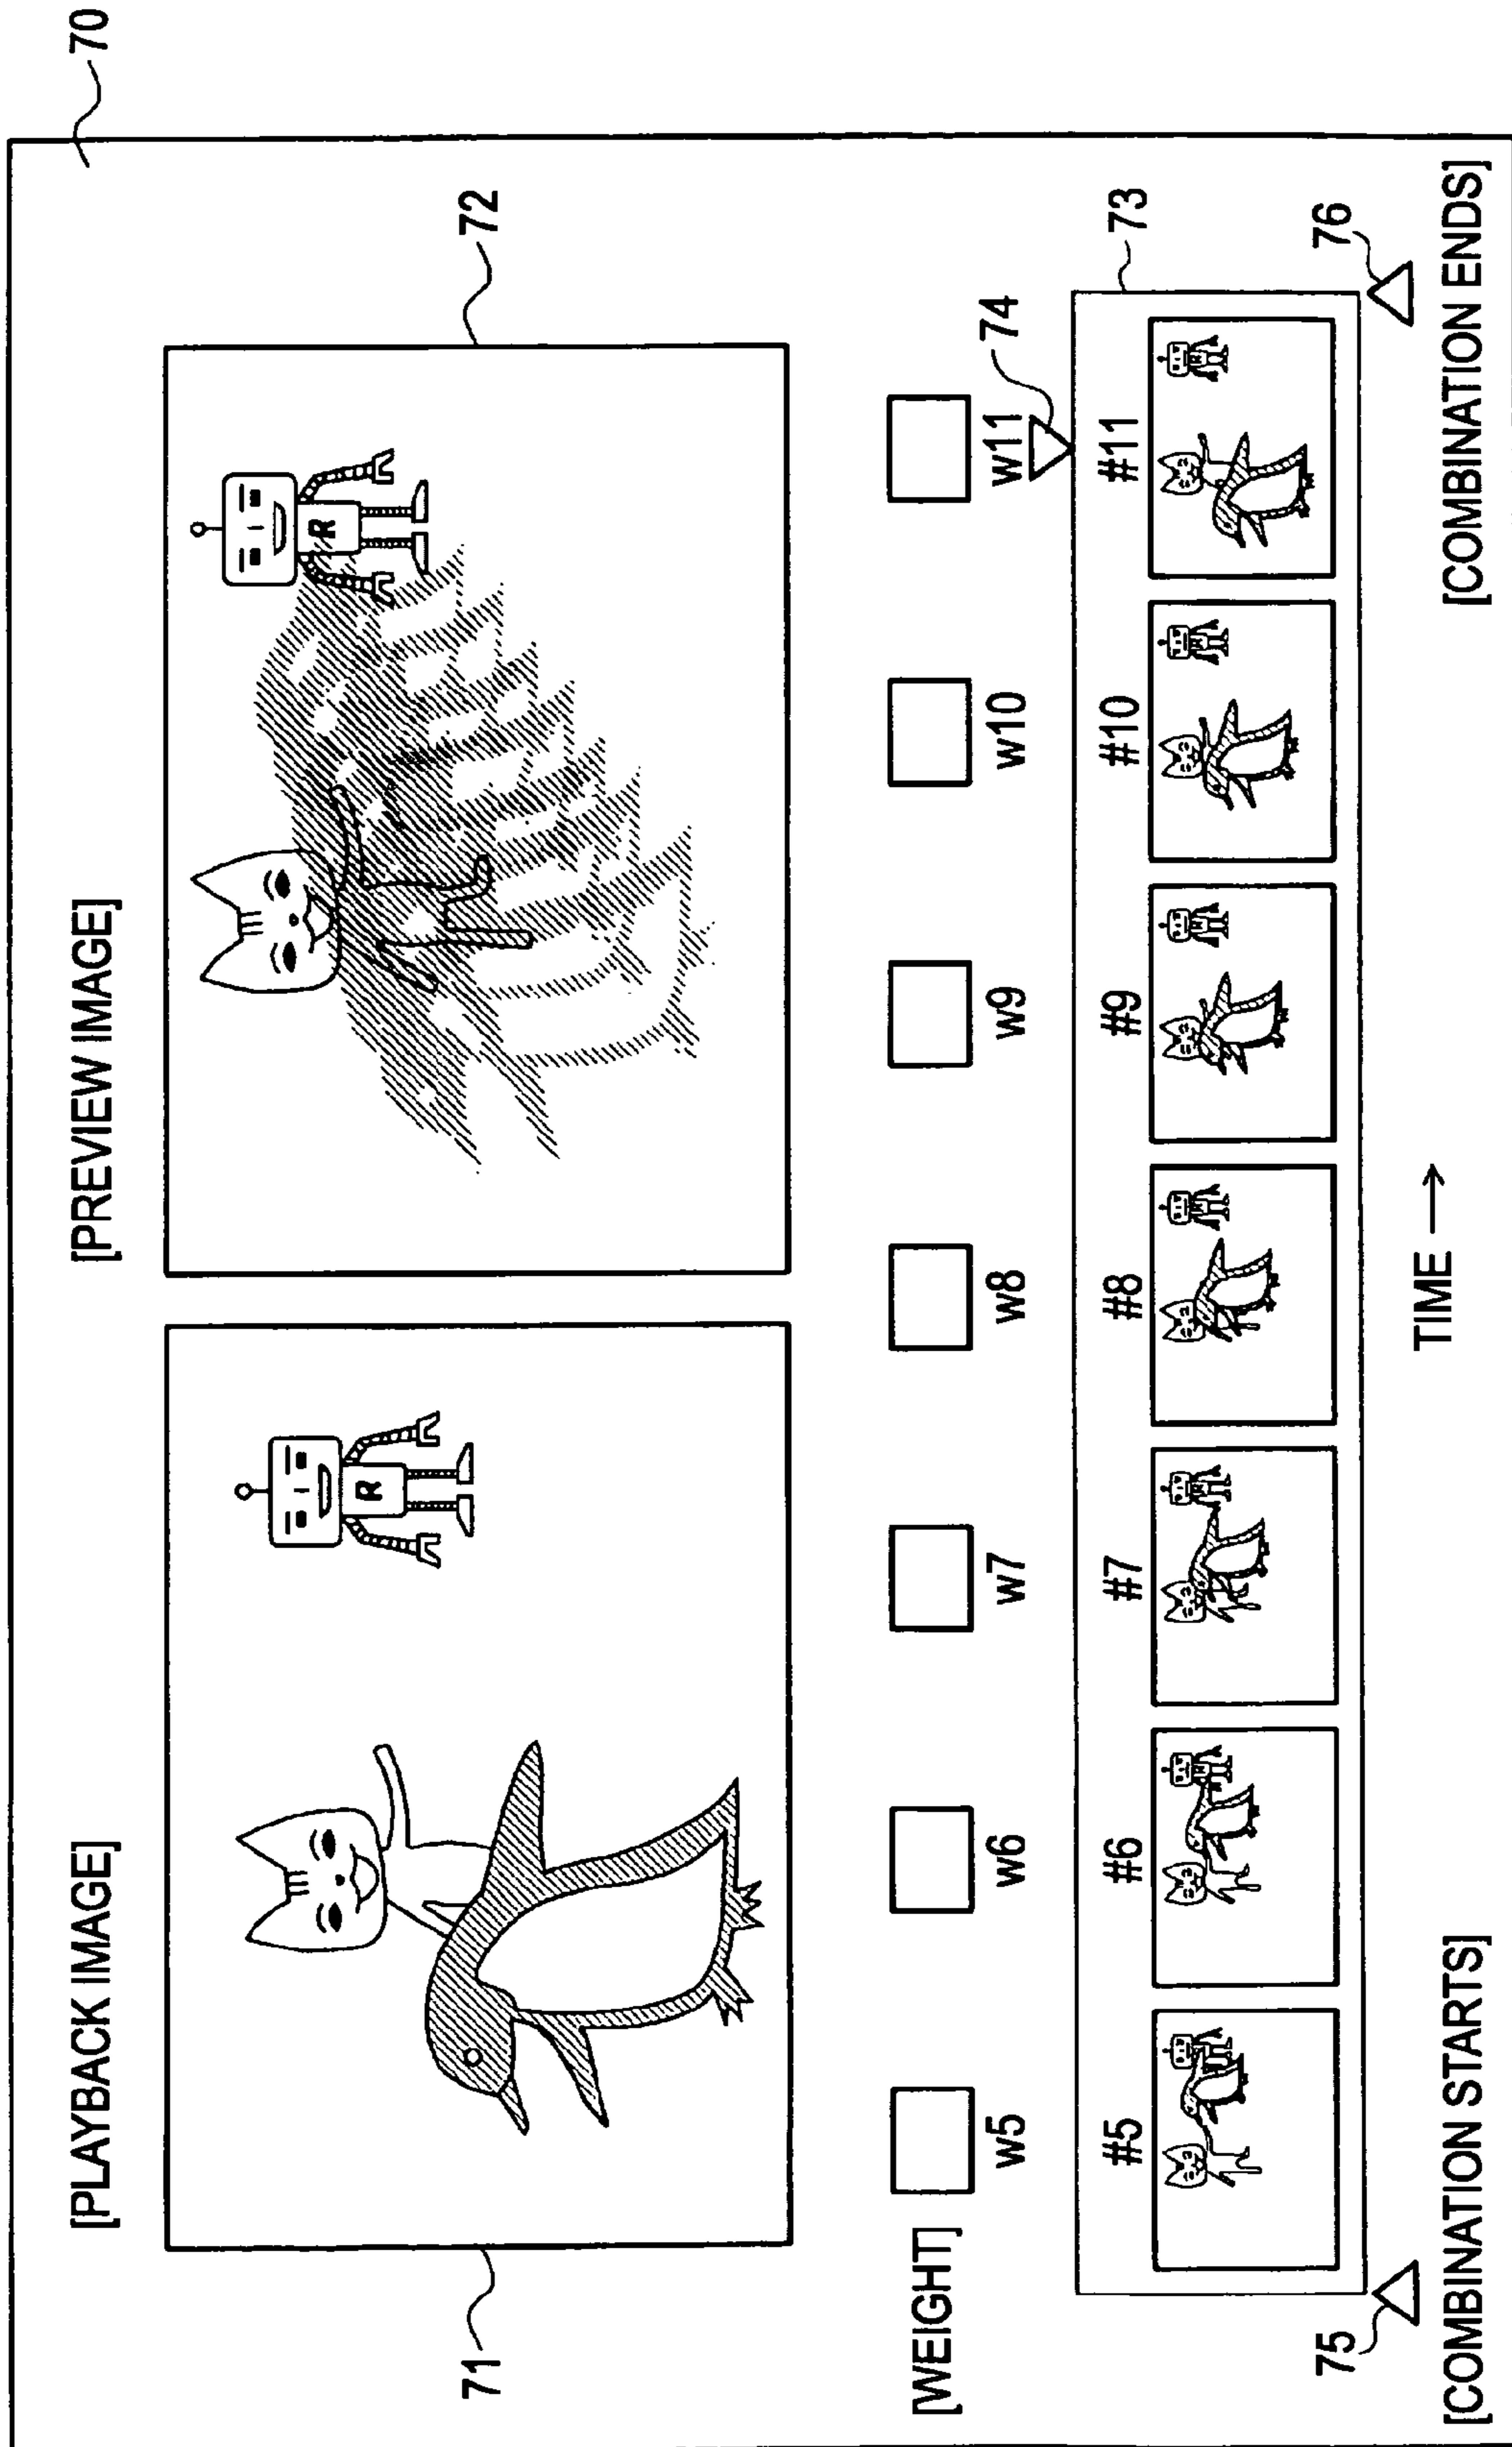 70
[PLAYBACK IMAGE] [PREVIEW IMAGE]
71 72
R R
[WEIGHT]
w5 w6 w7 w8 w9 w10 w11
74
73
#5 #6 #7 #8 #9 #10 #11
75 76
TIME →
[COMBINATION STARTS] [COMBINATION ENDS]